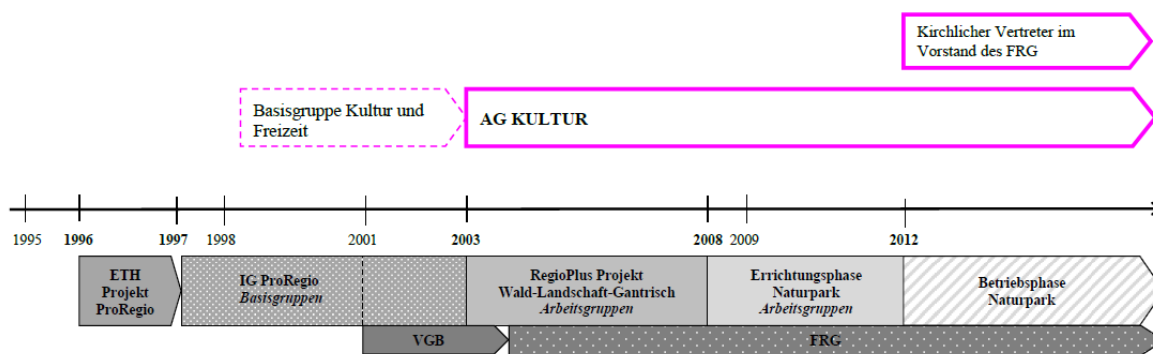 Kirchlicher Vertreter im
Vorstand des FRG
Basisgruppe Kultur und
Freizeit
AG KULTUR
1995 1996 1997 1998 2001 2003 2008 2009 2012
ETH
Projekt
ProRegio
IG ProRegio
Basisgruppen
RegioPlus Projekt
Wald-Landschaft-Gantrisch
Arbeitsgruppen
Errichtungsphase
Naturpark
Arbeitsgruppen
Betriebsphase
Naturpark
VGB
FRG